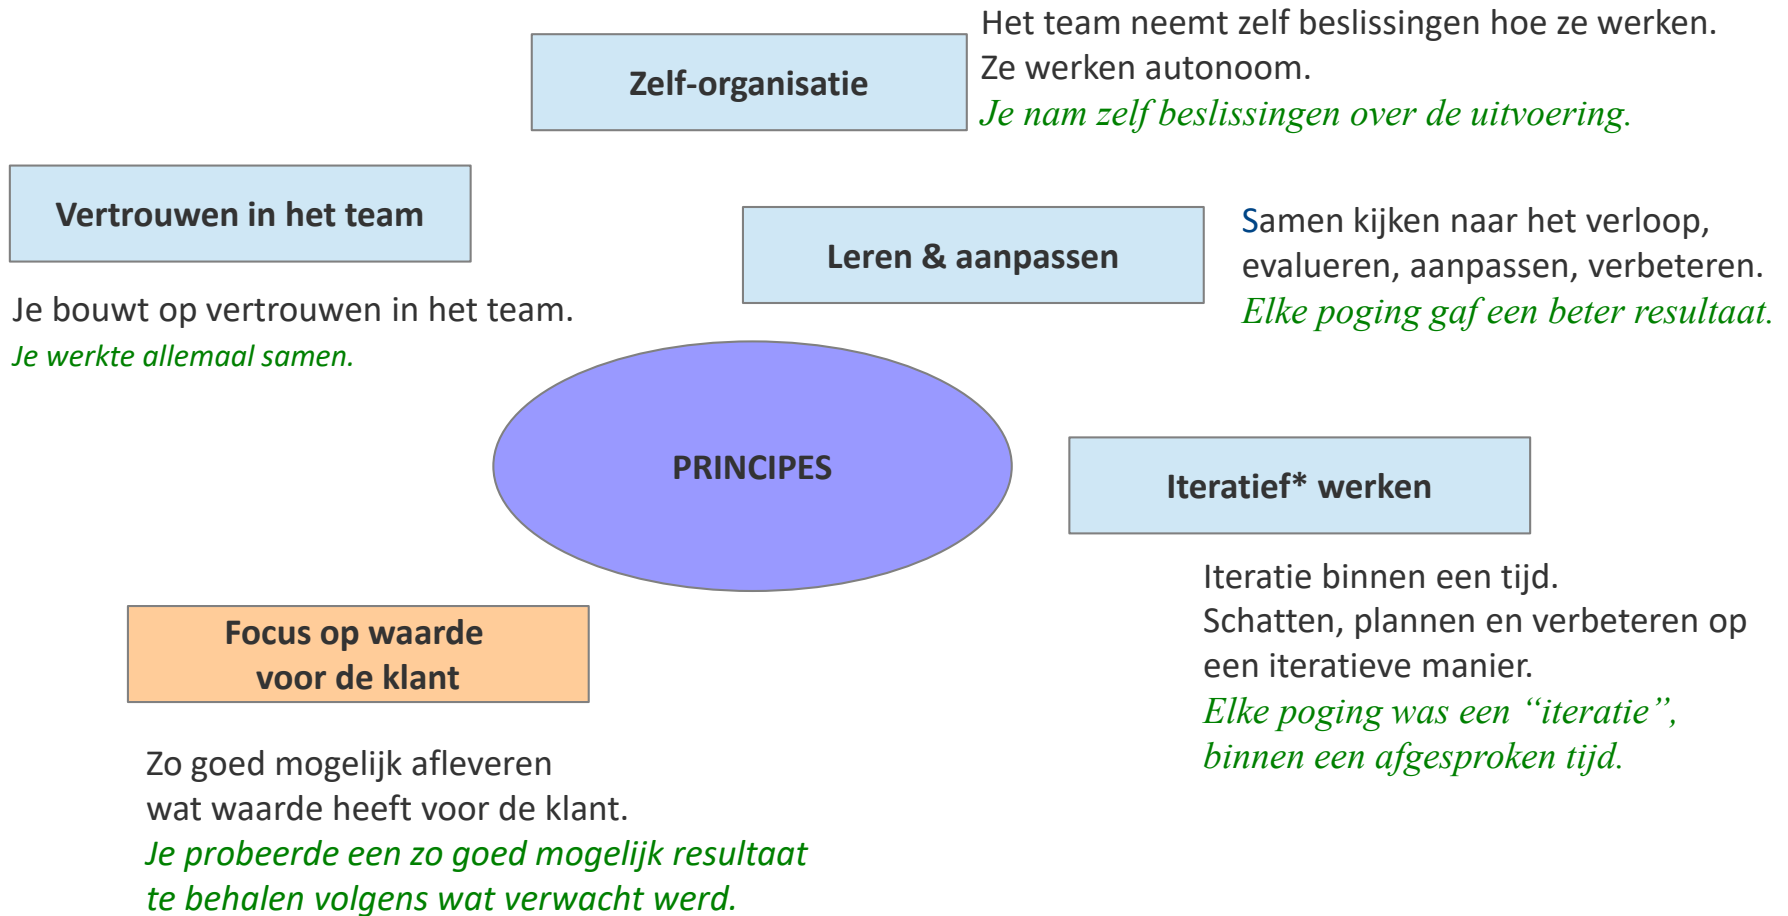 Zelf-organisatie
Het team neemt zelf beslissingen hoe ze werken.
Ze werken autonoom.
Je nam zelf beslissingen over de uitvoering.
Vertrouwen in het team
Je bouwt op vertrouwen in het team.
Je werkte allemaal samen.
Leren & aanpassen
Samen kijken naar het verloop,
evalueren, aanpassen, verbeteren.
Elke poging gaf een beter resultaat.
PRINCIPES
Iteratief* werken
Iteratie binnen een tijd.
Schatten, plannen en verbeteren op
een iteratieve manier.
Elke poging was een “iteratie”,
binnen een afgesproken tijd.
Focus op waarde
voor de klant
Zo goed mogelijk afleveren
wat waarde heeft voor de klant.
Je probeerde een zo goed mogelijk resultaat
te behalen volgens wat verwacht werd.